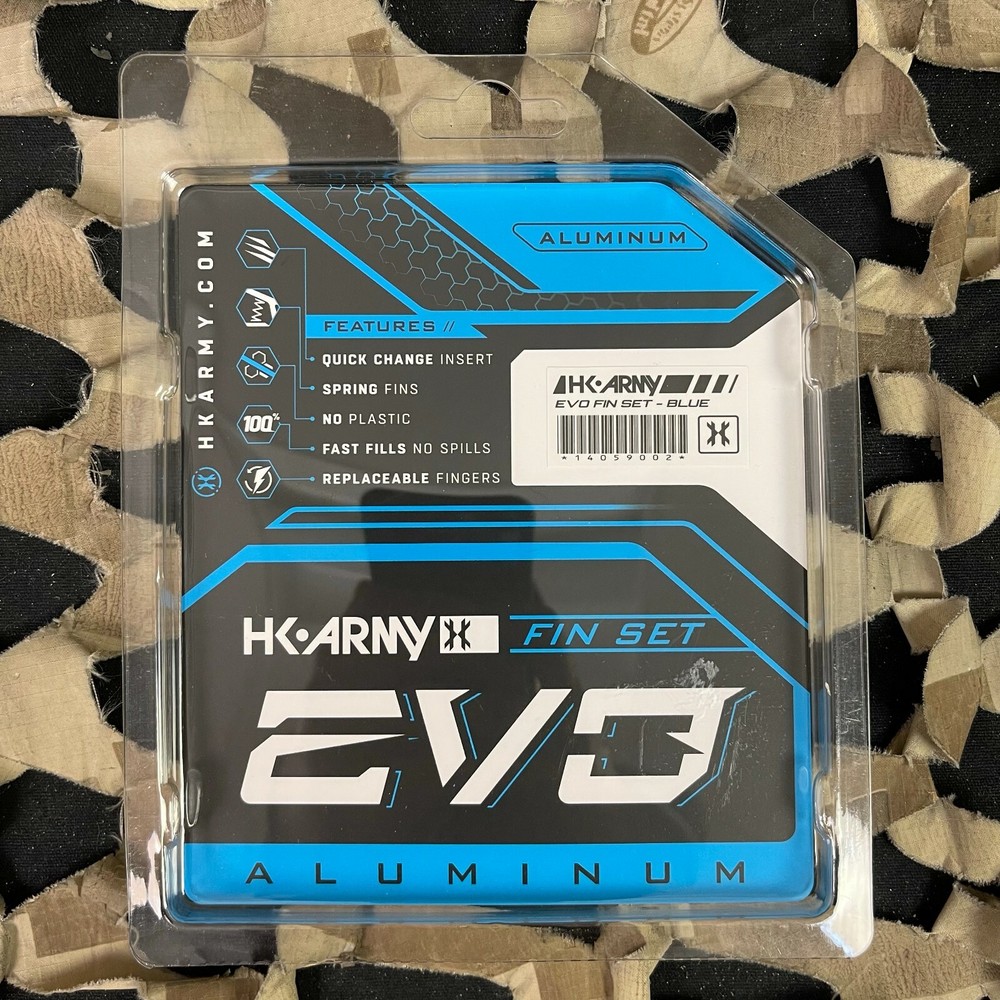 ALUMINUM
HKARMY.COM
FEATURES //
QUICK CHANGE INSERT
SPRING FINS
NO PLASTIC
100%
FAST FILLS NO SPILLS
REPLACEABLE FINGERS
HK•ARMY
EVO FIN SET - BLUE
*14059002*
HK•ARMY
FIN SET
EVO
ALUMINUM